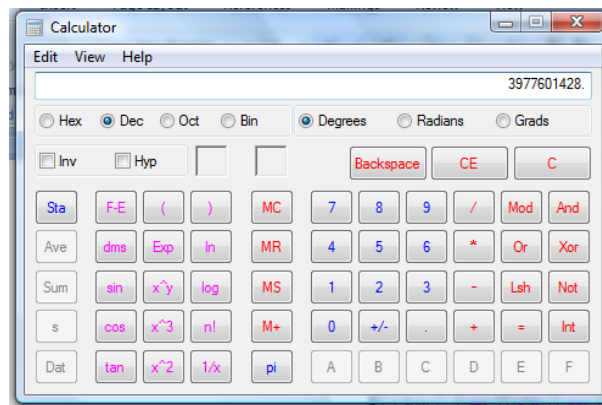 Calculator
Edit View Help
3977601428.
Hex Dec Oct Bin Degrees Radians Grads
Inv Hyp Backspace CE C
Sta F-E ( ) MC 7 8 9 / Mod And
Ave dms Exp ln MR 4 5 6 * Or Xor
Sum sin x^y log MS 1 2 3 - Lsh Not
s cos x^3 n! M+ 0 +/- . + = Int
Dat tan x^2 1/x pi A B C D E F